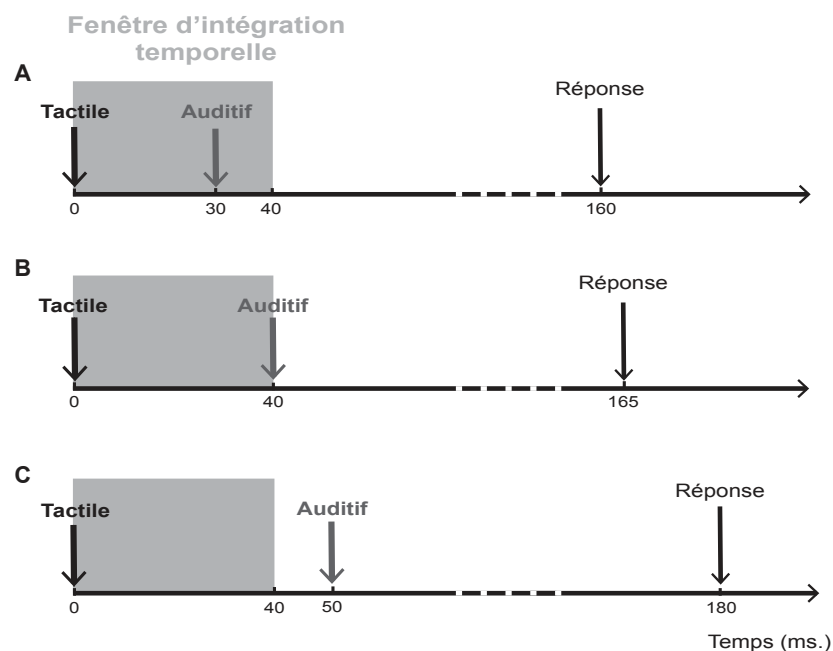 Fenêtre d'intégration
temporelle
A
Tactile Auditif Réponse
0 30 40 160
B
Tactile Auditif Réponse
0 40 165
C
Tactile Auditif Réponse
0 40 50 180
Temps (ms.)